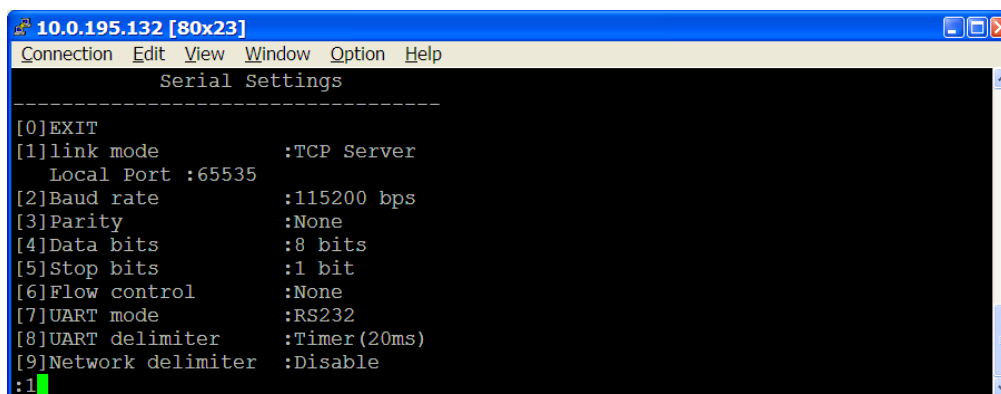 10.0.195.132 [80x23]
Connection Edit View Window Option Help
Serial Settings
------------------------------------
[0]EXIT
[1]link mode :TCP Server
Local Port :65535
[2]Baud rate :115200 bps
[3]Parity :None
[4]Data bits :8 bits
[5]Stop bits :1 bit
[6]Flow control :None
[7]UART mode :RS232
[8]UART delimiter :Timer(20ms)
[9]Network delimiter :Disable
:1